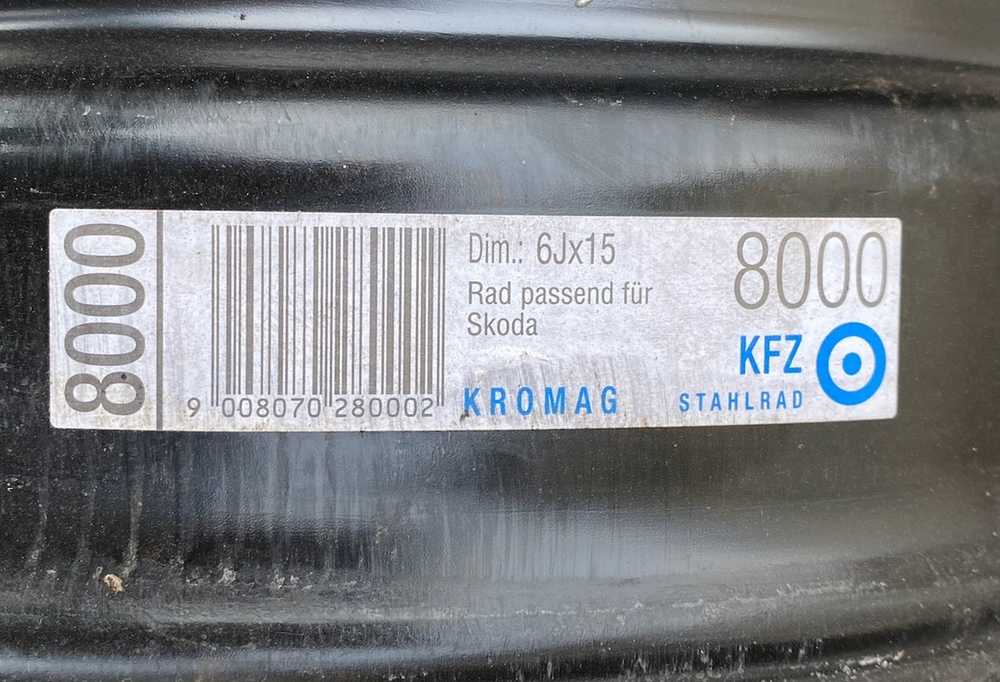 8000
9 008070 280002
Dim.: 6Jx15
Rad passend für
Skoda
KROMAG
8000
KFZ
STAHLRAD